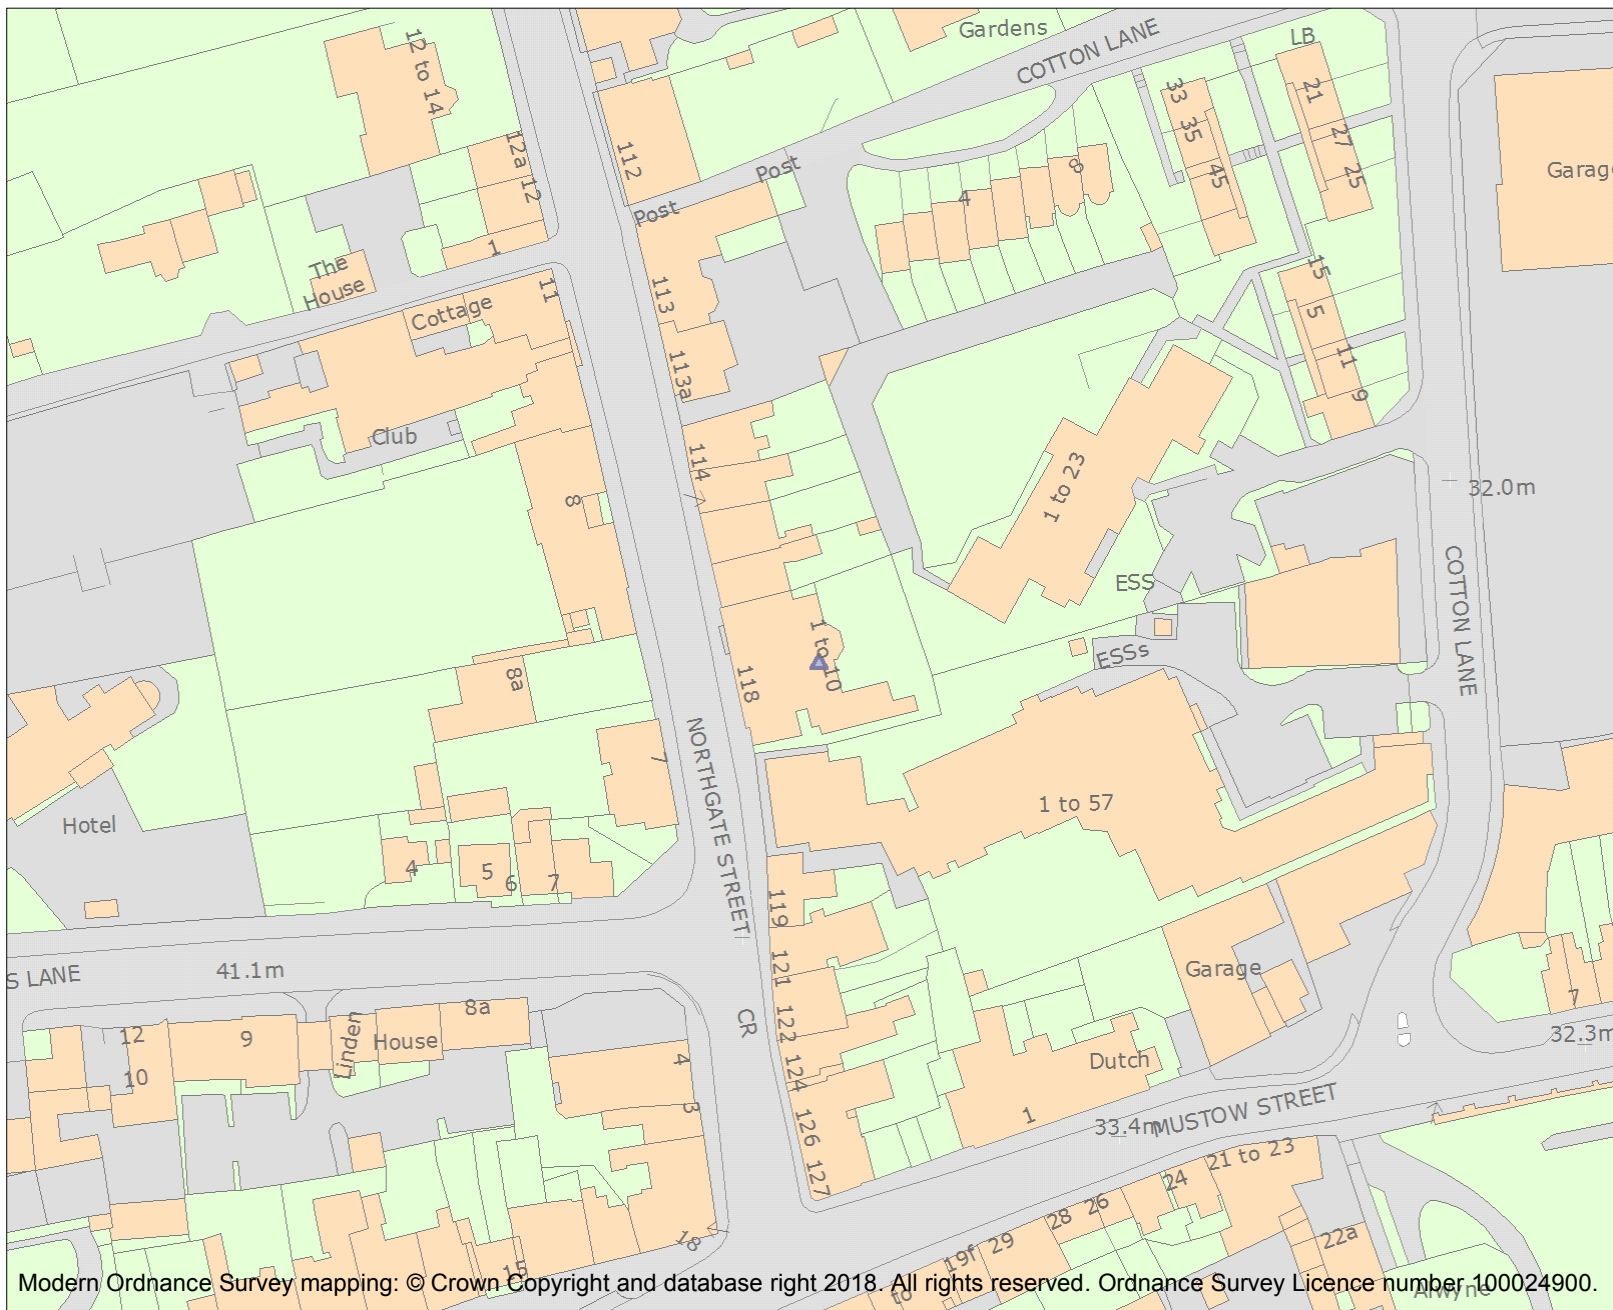 Gardens
COTTON LANE
LB
12 to 14
112
33
35
45
21
27
25
Garag
12a
12
Post
Post
4
8
1
The
House
Cottage
11
113
113a
15
5
11
9
Club
114
8
1 to 23
32.0m
COTTON LANE
ESS
ESSs
1 to 10
118
8a
7
NORTHGATE STREET
Hotel
1 to 57
4
5
6
7
119
S LANE
41.1m
121
Garage
7
12
10
9
Linden
House
8a
CR
122
124
4
3
Dutch
1
32.3m
126
127
33.4m
MUSTOW STREET
21 to 23
24
26
28
29
19f
to
22a
18
15
Alwyne
Modern Ordnance Survey mapping: © Crown Copyright and database right 2018. All rights reserved. Ordnance Survey Licence number 100024900.